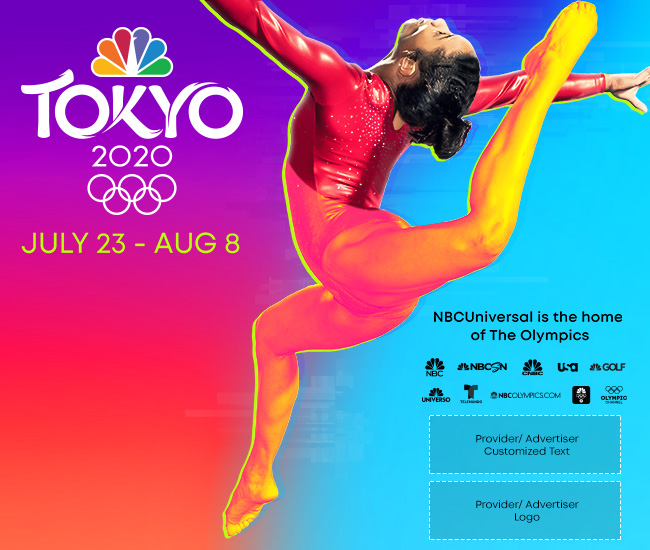 TOKYO
2020
JULY 23 - AUG 8
NBCUniversal is the home
of The Olympics
NBC NBCSN CNBC USA GOLF
UNIVERSO TELEMUNDO NBCOLYMPICS.COM OLYMPIC
CHANNEL
Provider/ Advertiser
Customized Text
Provider/ Advertiser
Logo